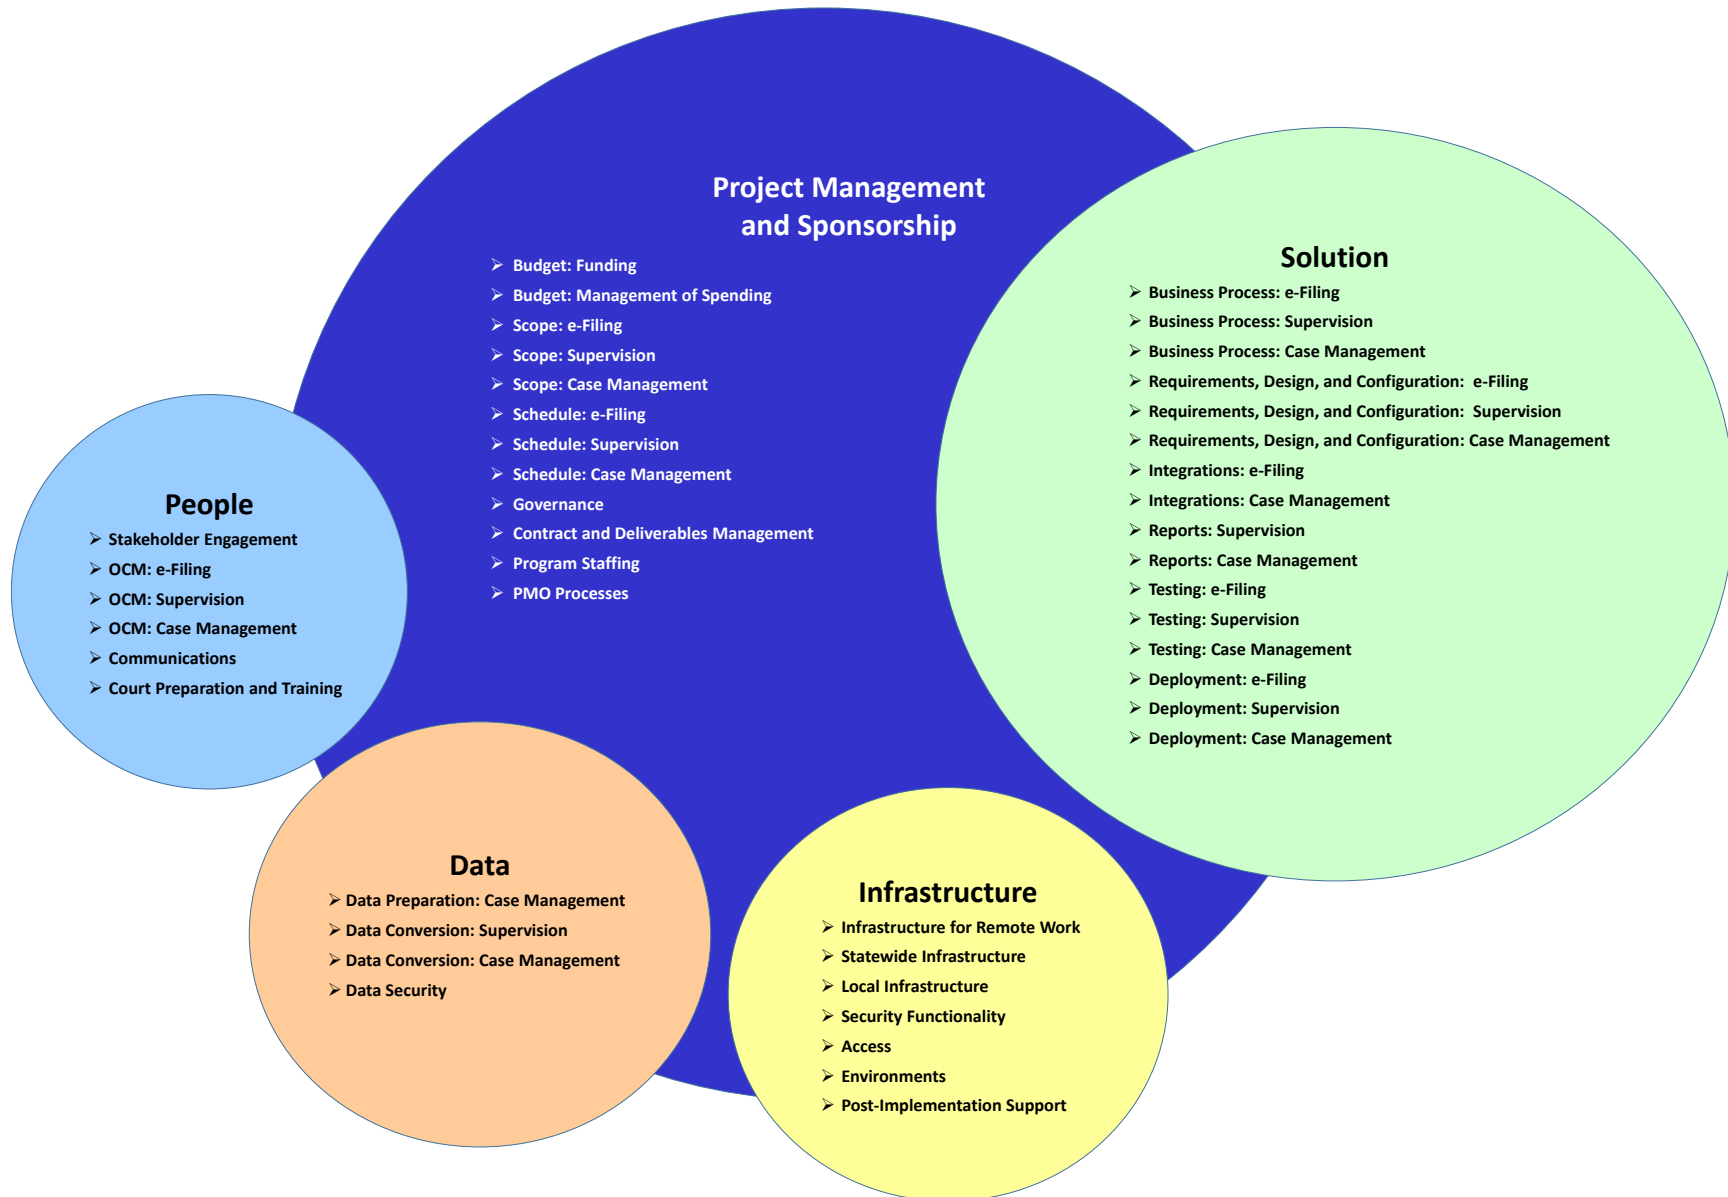 Project Management
and Sponsorship
➢ Budget: Funding
➢ Budget: Management of Spending
➢ Scope: e-Filing
➢ Scope: Supervision
➢ Scope: Case Management
➢ Schedule: e-Filing
➢ Schedule: Supervision
➢ Schedule: Case Management
➢ Governance
➢ Contract and Deliverables Management
➢ Program Staffing
➢ PMO Processes
Solution
➢ Business Process: e-Filing
➢ Business Process: Supervision
➢ Business Process: Case Management
➢ Requirements, Design, and Configuration: e-Filing
➢ Requirements, Design, and Configuration: Supervision
➢ Requirements, Design, and Configuration: Case Management
➢ Integrations: e-Filing
➢ Integrations: Case Management
➢ Reports: Supervision
➢ Reports: Case Management
➢ Testing: e-Filing
➢ Testing: Supervision
➢ Testing: Case Management
➢ Deployment: e-Filing
➢ Deployment: Supervision
➢ Deployment: Case Management
People
➢ Stakeholder Engagement
➢ OCM: e-Filing
➢ OCM: Supervision
➢ OCM: Case Management
➢ Communications
➢ Court Preparation and Training
Data
➢ Data Preparation: Case Management
➢ Data Conversion: Supervision
➢ Data Conversion: Case Management
➢ Data Security
Infrastructure
➢ Infrastructure for Remote Work
➢ Statewide Infrastructure
➢ Local Infrastructure
➢ Security Functionality
➢ Access
➢ Environments
➢ Post-Implementation Support